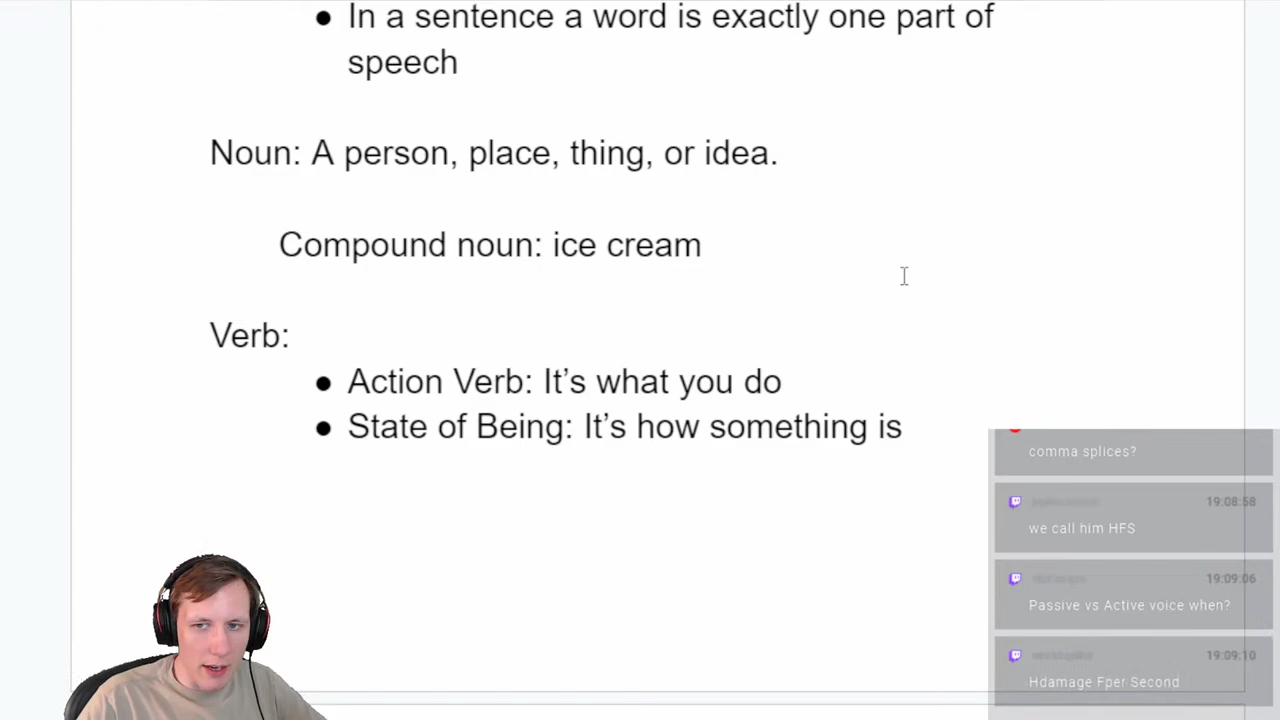 ● In a sentence a word is exactly one part of
speech
Noun: A person, place, thing, or idea.
Compound noun: ice cream
Verb:
● Action Verb: It’s what you do
● State of Being: It’s how something is
comma splices?
19:08:58
we call him HFS
19:09:06
Passive vs Active voice when?
19:09:10
Hdamage Fper Second